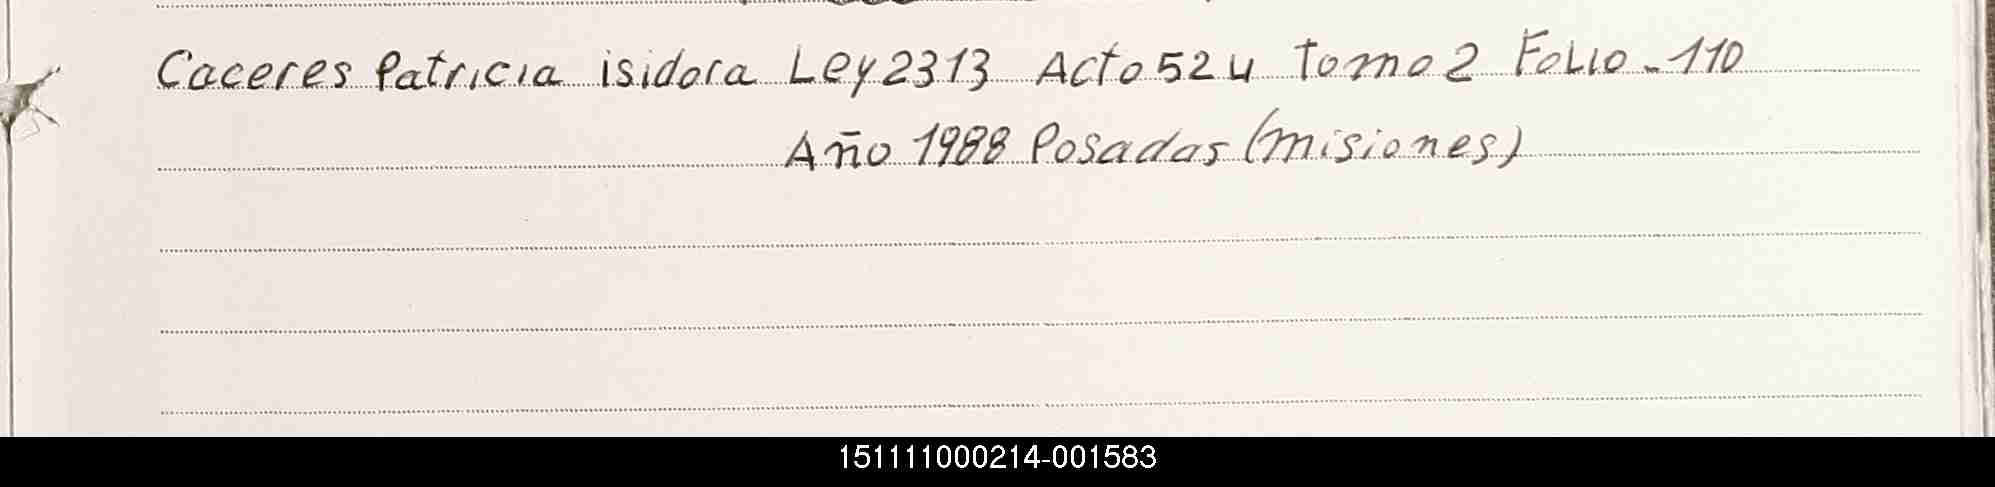 Caceres Patricia isidora Ley 2313 Acto 524 Tomo 2 Folio - 110
Año 1988 Posadas (misiones)
151111000214-001583